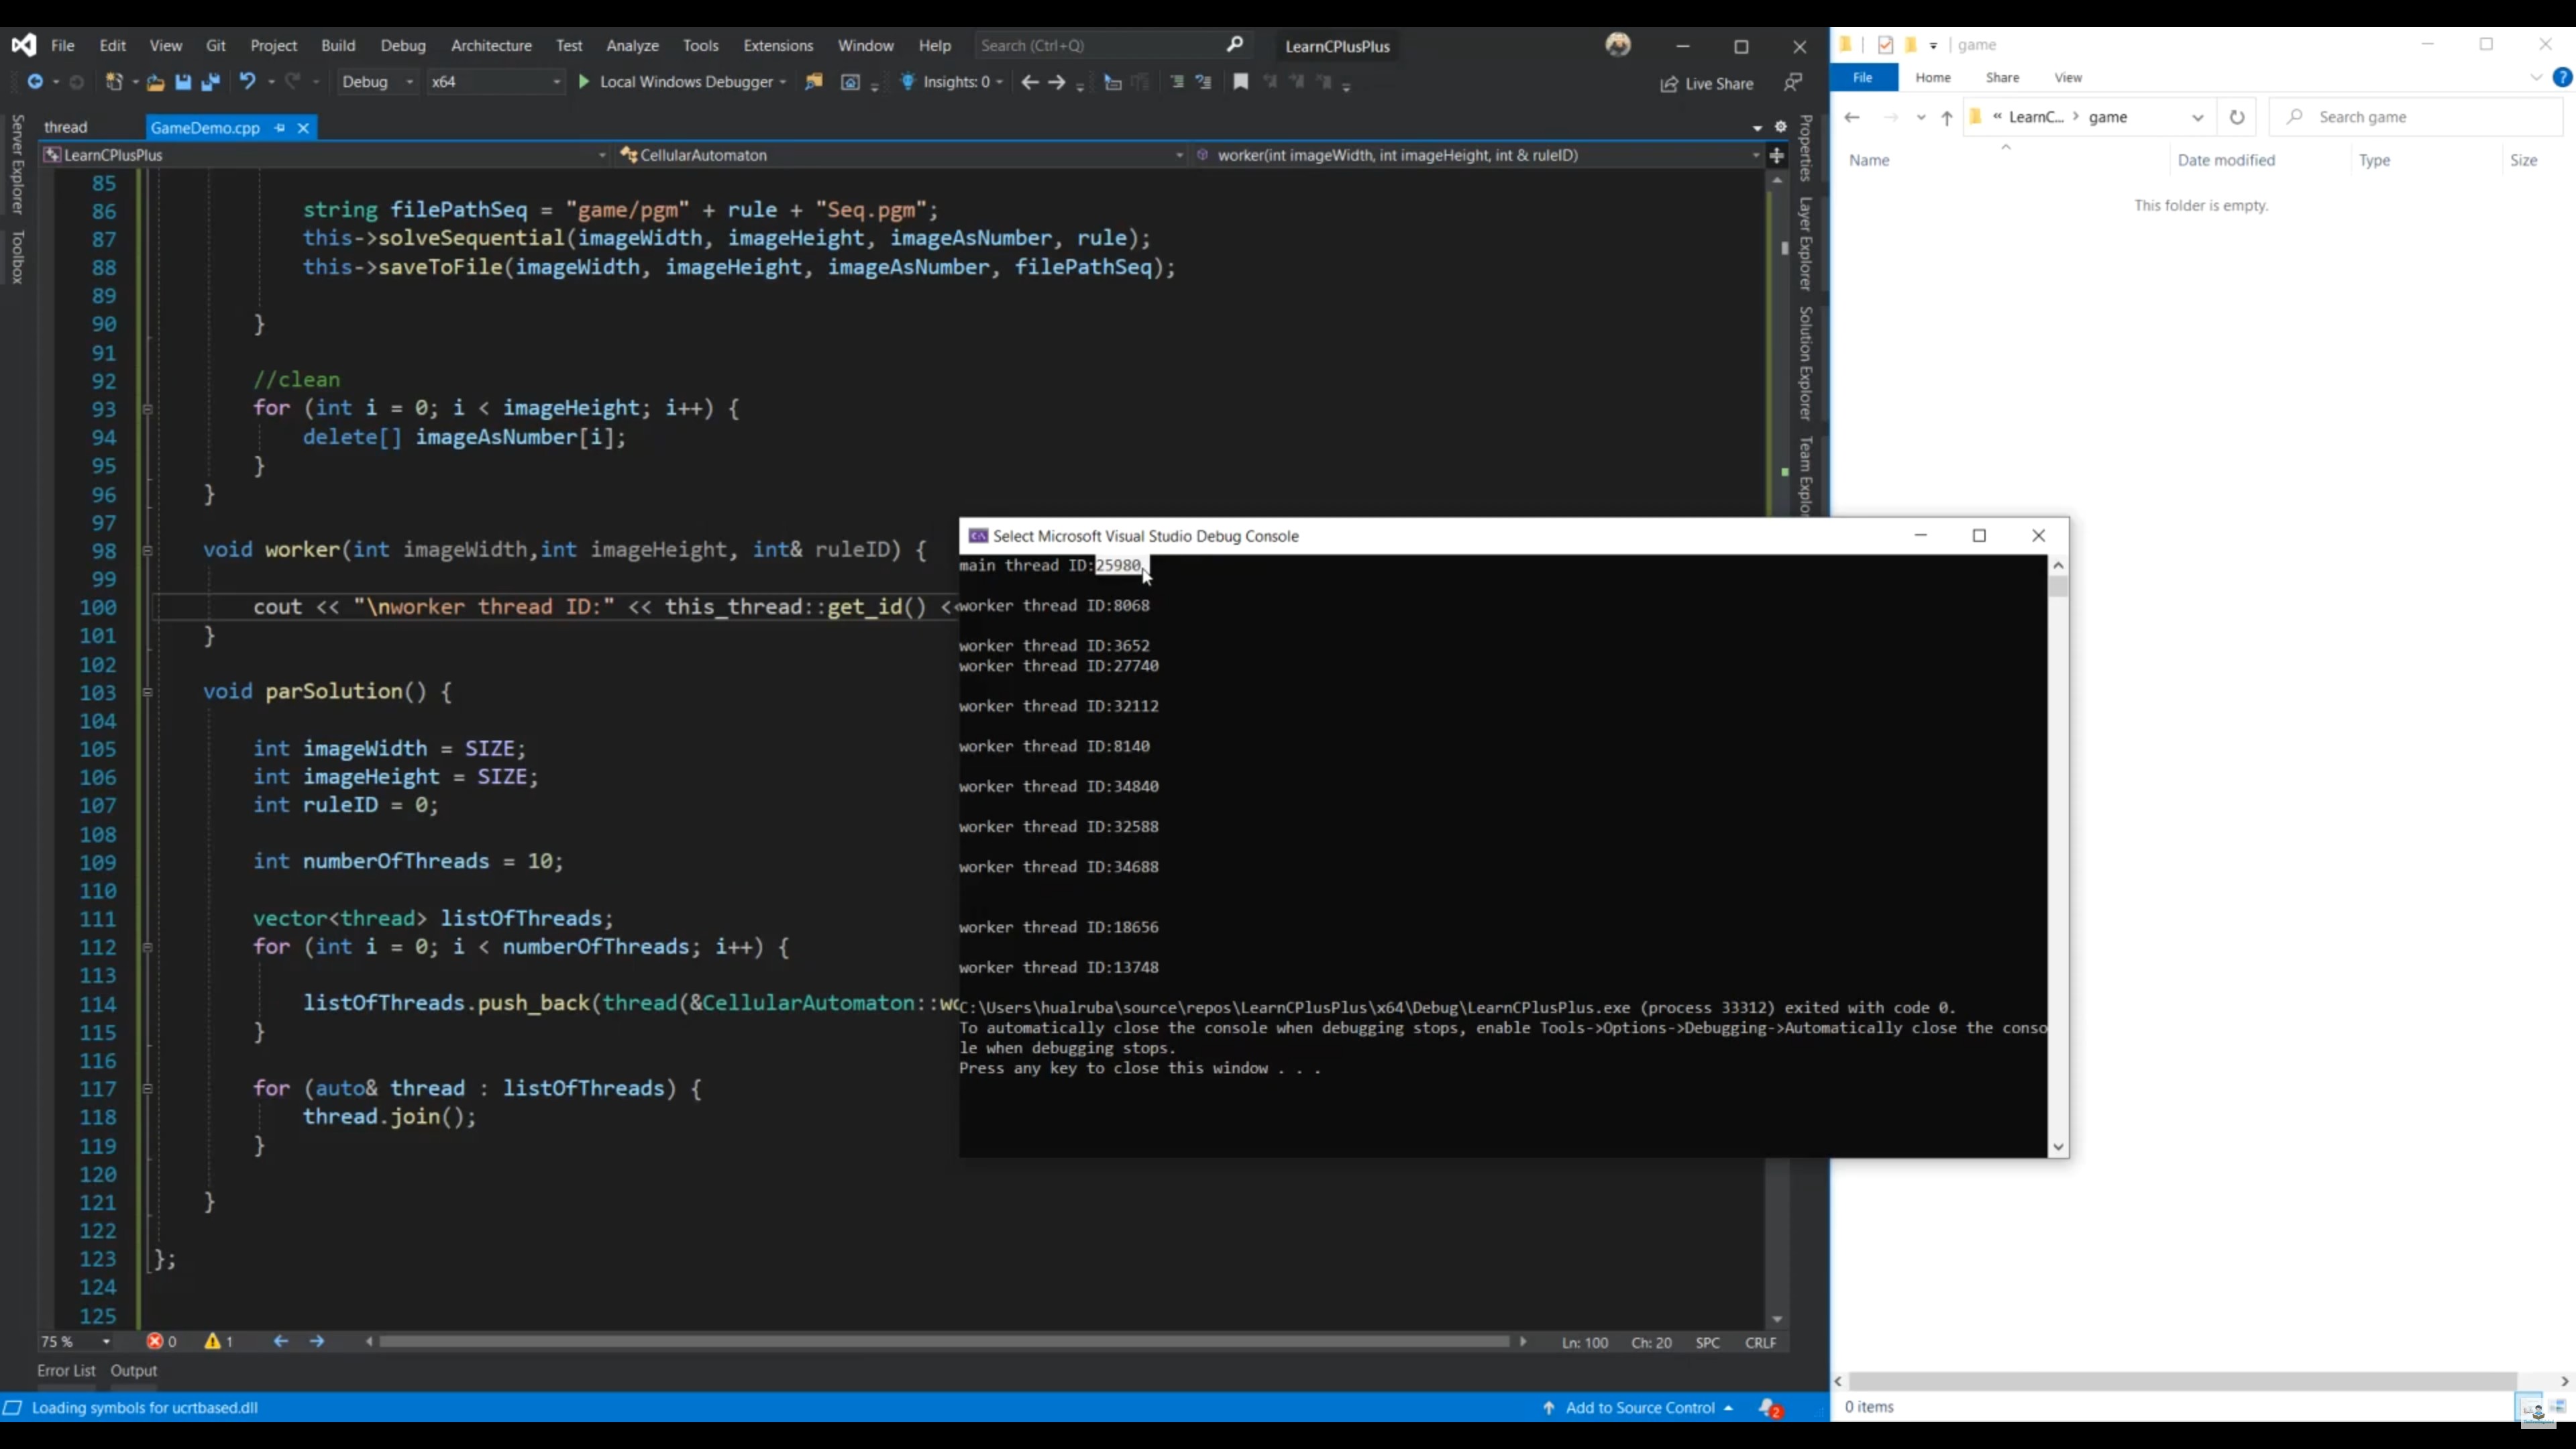 File Edit View Git Project Build Debug Architecture Test Analyze Tools Extensions Window Help Search (Ctrl+Q) LearnCPlusPlus
Debug x64 Local Windows Debugger Insights: 0 Live Share
Server Explorer
Toolbox
thread GameDemo.cpp
LearnCPlusPlus CellularAutomaton worker(int imageWidth, int imageHeight, int & ruleID)
85
86 string filePathSeq = "game/pgm" + rule + "Seq.pgm";
87 this->solveSequential(imageWidth, imageHeight, imageAsNumber, rule);
88 this->saveToFile(imageWidth, imageHeight, imageAsNumber, filePathSeq);
89
90 }
91
92 //clean
93 for (int i = 0; i < imageHeight; i++) {
94 delete[] imageAsNumber[i];
95 }
96 }
97
98 void worker(int imageWidth,int imageHeight, int& ruleID) {
99
100 cout << "\nworker thread ID:" << this_thread::get_id() <<
101 }
102
103 void parSolution() {
104
105 int imageWidth = SIZE;
106 int imageHeight = SIZE;
107 int ruleID = 0;
108
109 int numberOfThreads = 10;
110
111 vector<thread> listOfThreads;
112 for (int i = 0; i < numberOfThreads; i++) {
113
114 listOfThreads.push_back(thread(&CellularAutomaton::wo
115 }
116
117 for (auto& thread : listOfThreads) {
118 thread.join();
119 }
120
121 }
122
123 };
124
125
75 % 0 1 Ln: 100 Ch: 20 SPC CRLF
Error List Output
Loading symbols for ucrtbased.dll Add to Source Control 2
Properties
Layer Explorer
Solution Explorer
Team Explor
Select Microsoft Visual Studio Debug Console
main thread ID:25980
worker thread ID:8068
worker thread ID:3652
worker thread ID:27740
worker thread ID:32112
worker thread ID:8140
worker thread ID:34840
worker thread ID:32588
worker thread ID:34688
worker thread ID:18656
worker thread ID:13748
C:\Users\hualruba\source\repos\LearnCPlusPlus\x64\Debug\LearnCPlusPlus.exe (process 33312) exited with code 0.
To automatically close the console when debugging stops, enable Tools->Options->Debugging->Automatically close the conso
le when debugging stops.
Press any key to close this window . . .
game
File Home Share View
« LearnC... > game Search game
Name Date modified Type Size
This folder is empty.
0 items